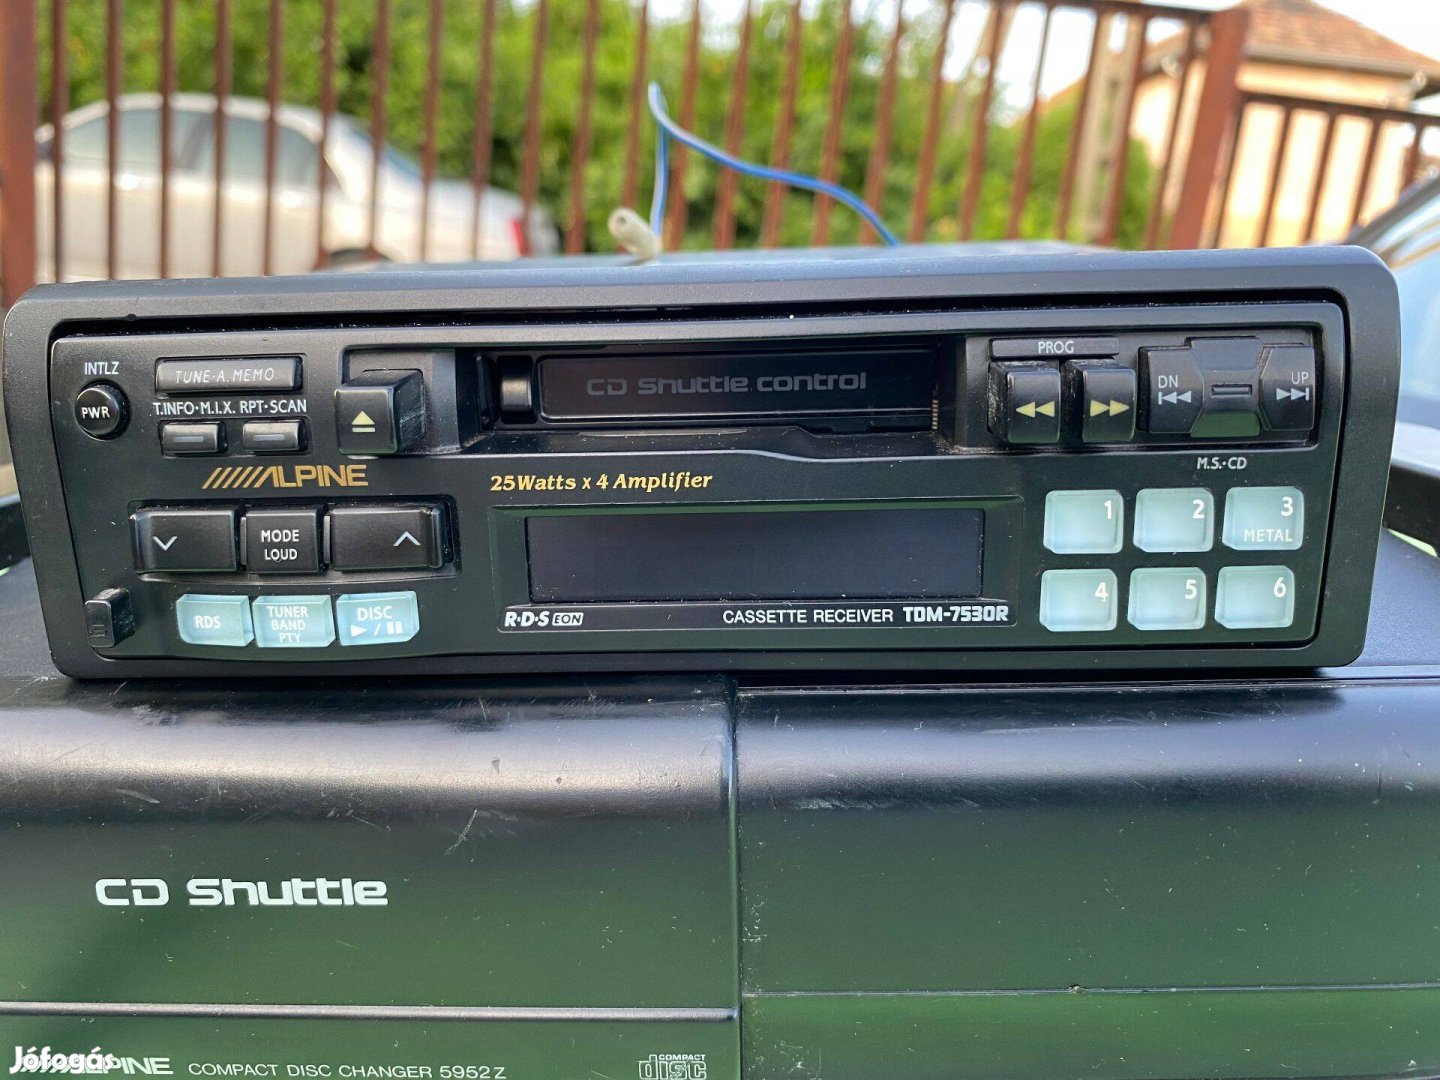 INTLZ
PWR
TUNE•A.MEMO
T.INFO•M.I.X. RPT•SCAN
CD Shuttle control
PROG
DN
UP
ALPINE
25Watts x 4 Amplifier
M.S.•CD
MODE
LOUD
1
2
3
METAL
4
5
6
RDS
TUNER
BAND
PTY
DISC
R•D•S EON
CASSETTE RECEIVER TDM-7530R
CD Shuttle
Jófogás
ALPINE COMPACT DISC CHANGER 5952Z
COMPACT
disc